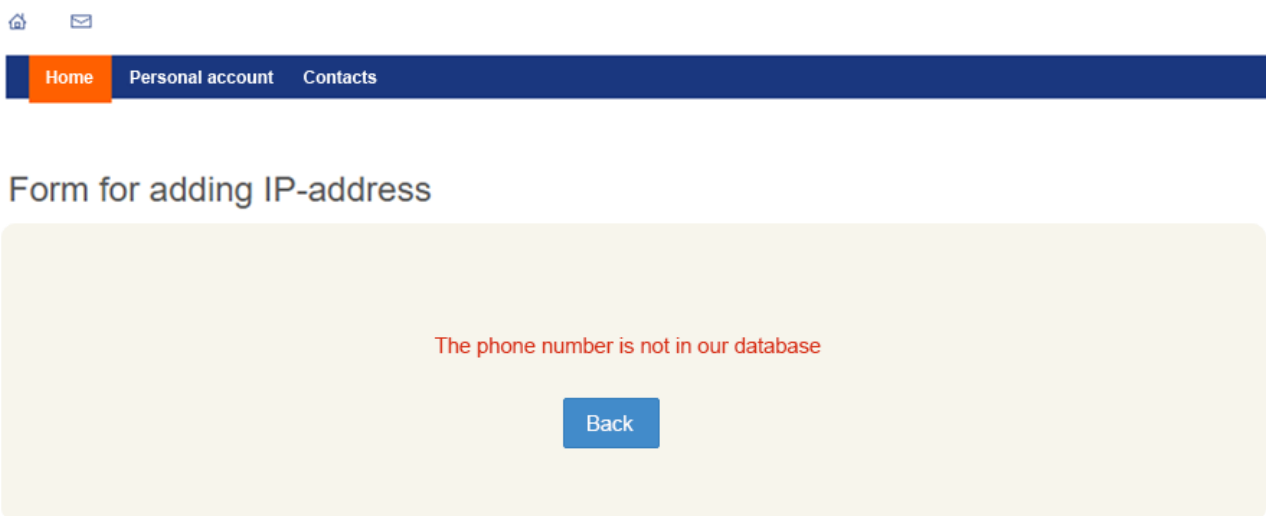 Home Personal account Contacts
Form for adding IP-address
The phone number is not in our database
Back